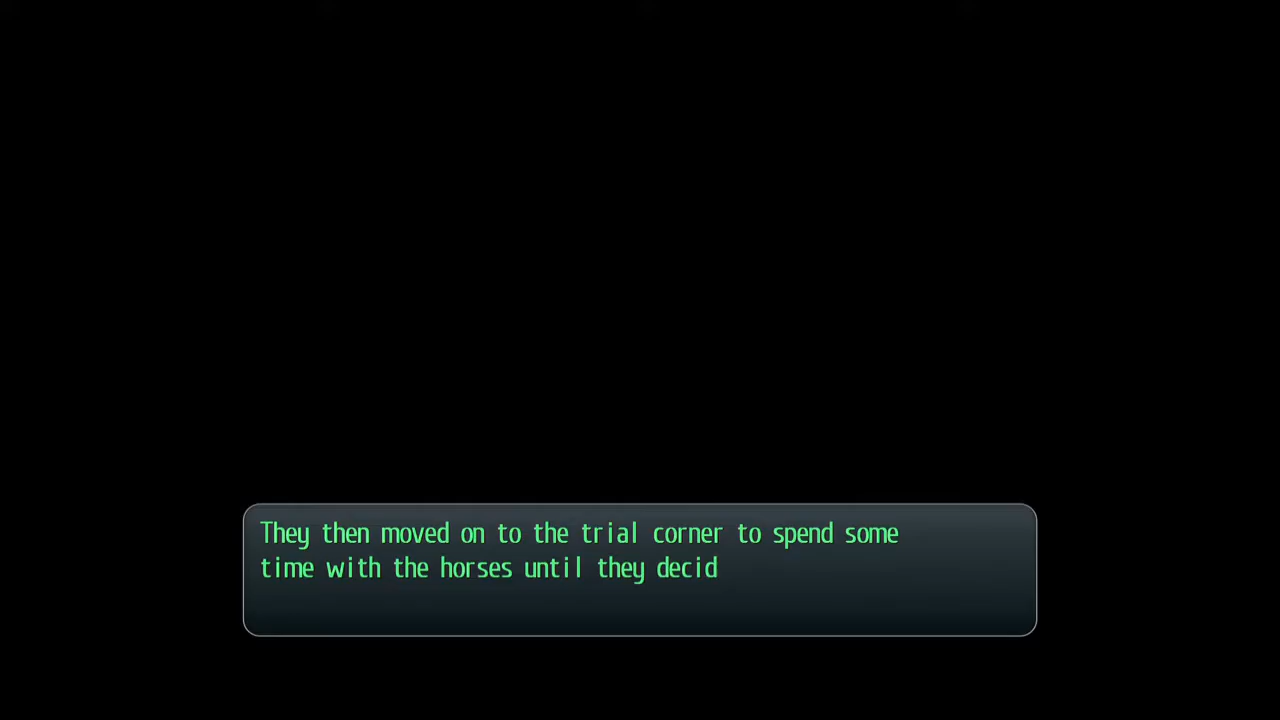 They then moved on to the trial corner to spend some
time with the horses until they decid